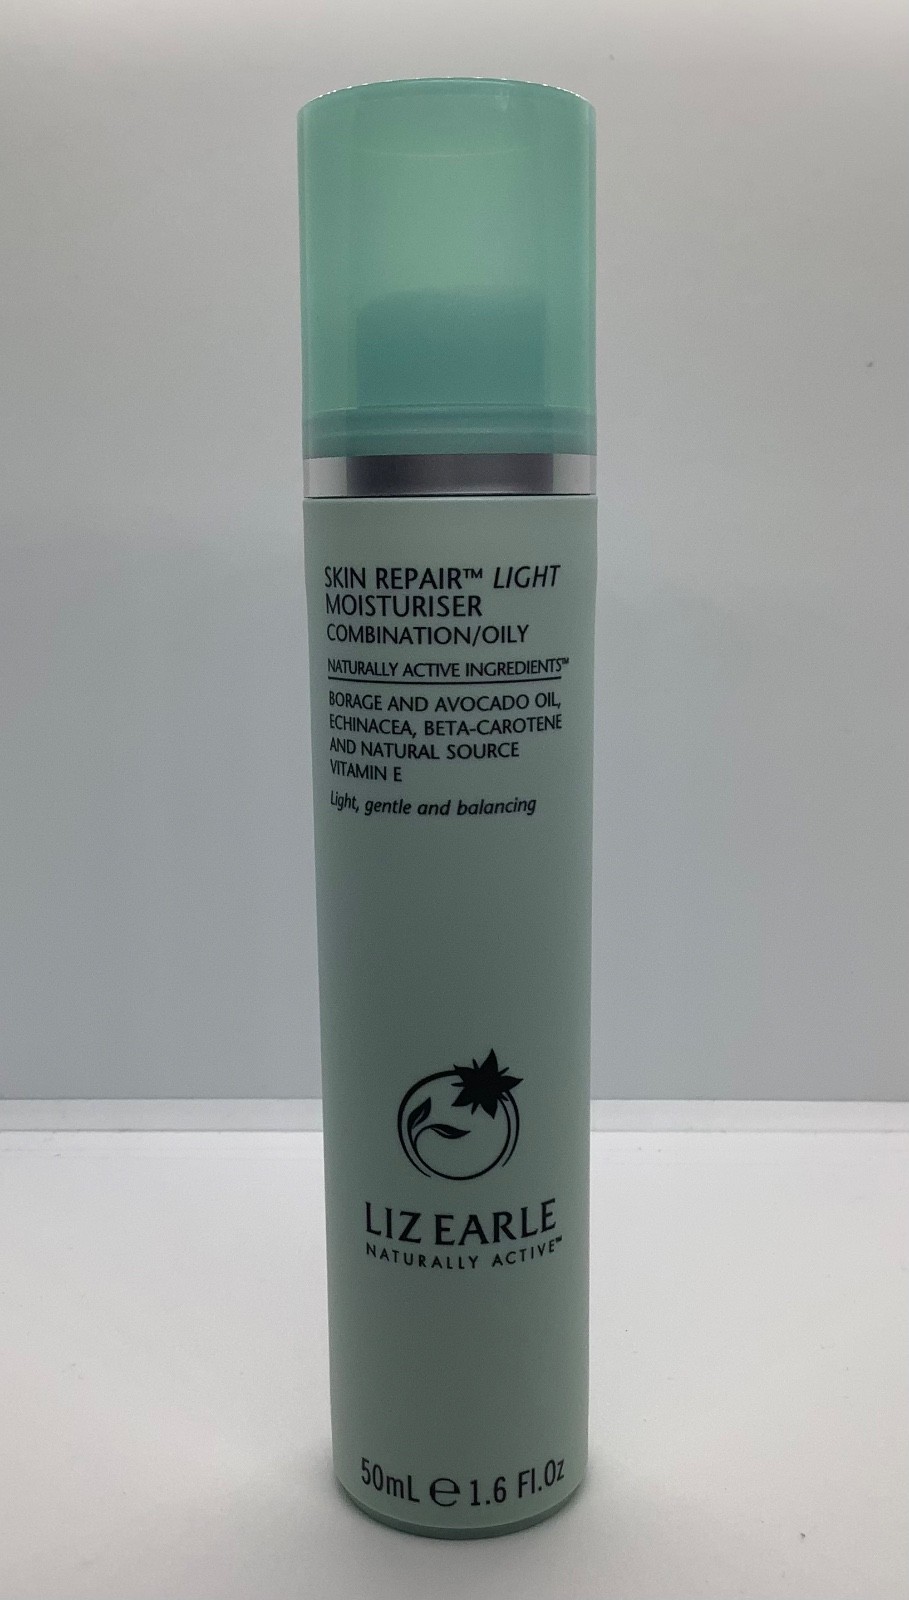 SKIN REPAIR™ LIGHT
MOISTURISER
COMBINATION/OILY
NATURALLY ACTIVE INGREDIENTS™
BORAGE AND AVOCADO OIL,
ECHINACEA, BETA-CAROTENE
AND NATURAL SOURCE
VITAMIN E
Light, gentle and balancing
LIZ EARLE
NATURALLY ACTIVE™
50mL ℮ 1.6 Fl.Oz